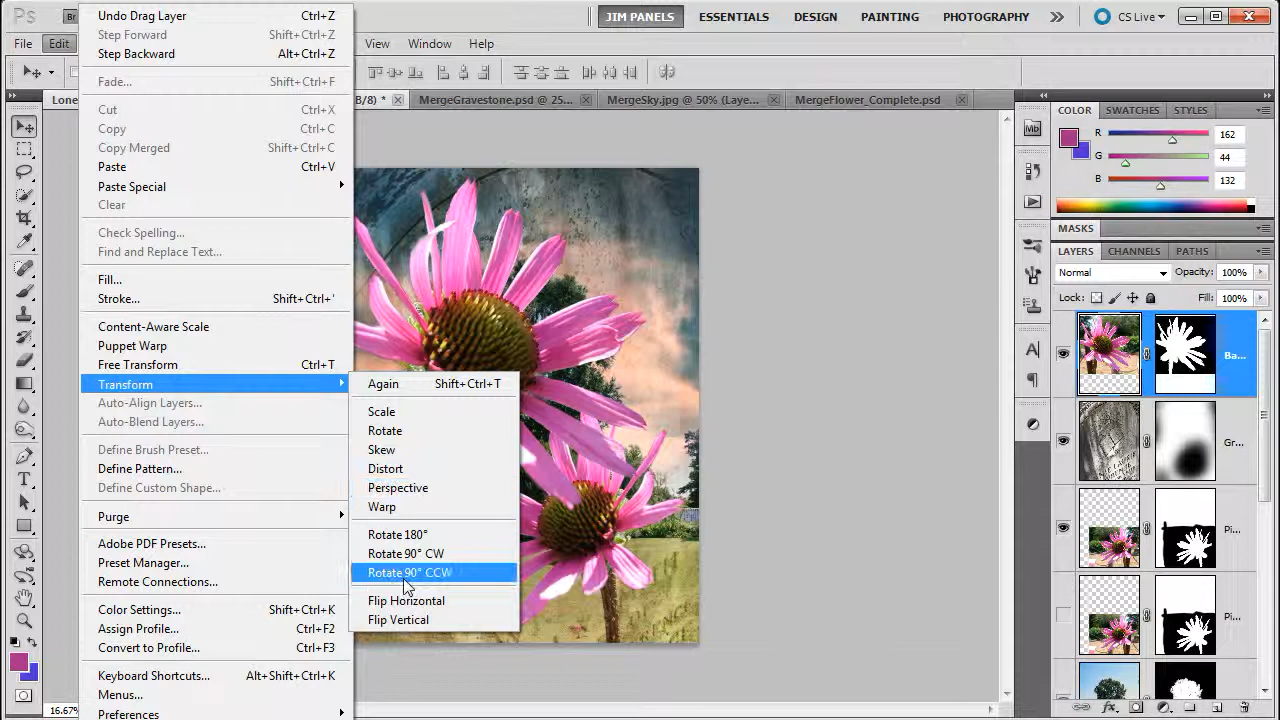 Ps
Br
JIM PANELS
ESSENTIALS
DESIGN
PAINTING
PHOTOGRAPHY
CS Live
File
Edit
View
Window
Help
Lone
B/8) *
MergeGravestone.psd @ 25...
MergeSky.jpg @ 50% (Laye...
MergeFlower_Complete.psd
Undo Drag Layer Ctrl+Z
Step Forward Shift+Ctrl+Z
Step Backward Alt+Ctrl+Z
Fade... Shift+Ctrl+F
Cut Ctrl+X
Copy Ctrl+C
Copy Merged Shift+Ctrl+C
Paste Ctrl+V
Paste Special
Clear
Check Spelling...
Find and Replace Text...
Fill...
Stroke... Shift+Ctrl+'
Content-Aware Scale
Puppet Warp
Free Transform Ctrl+T
Transform
Auto-Align Layers...
Auto-Blend Layers...
Define Brush Preset...
Define Pattern...
Define Custom Shape...
Purge
Adobe PDF Presets...
Preset Manager...
Remote Connections...
Color Settings... Shift+Ctrl+K
Assign Profile... Ctrl+F2
Convert to Profile... Ctrl+F3
Keyboard Shortcuts... Alt+Shift+Ctrl+K
Menus...
Preferences
Again Shift+Ctrl+T
Scale
Rotate
Skew
Distort
Perspective
Warp
Rotate 180°
Rotate 90° CW
Rotate 90° CCW
Flip Horizontal
Flip Vertical
16.67%
MB
COLOR
SWATCHES
STYLES
R 162
G 44
B 132
MASKS
LAYERS
CHANNELS
PATHS
Normal
Opacity: 100%
Lock:
Fill: 100%
Ba...
Gr...
Pi...
Pi...